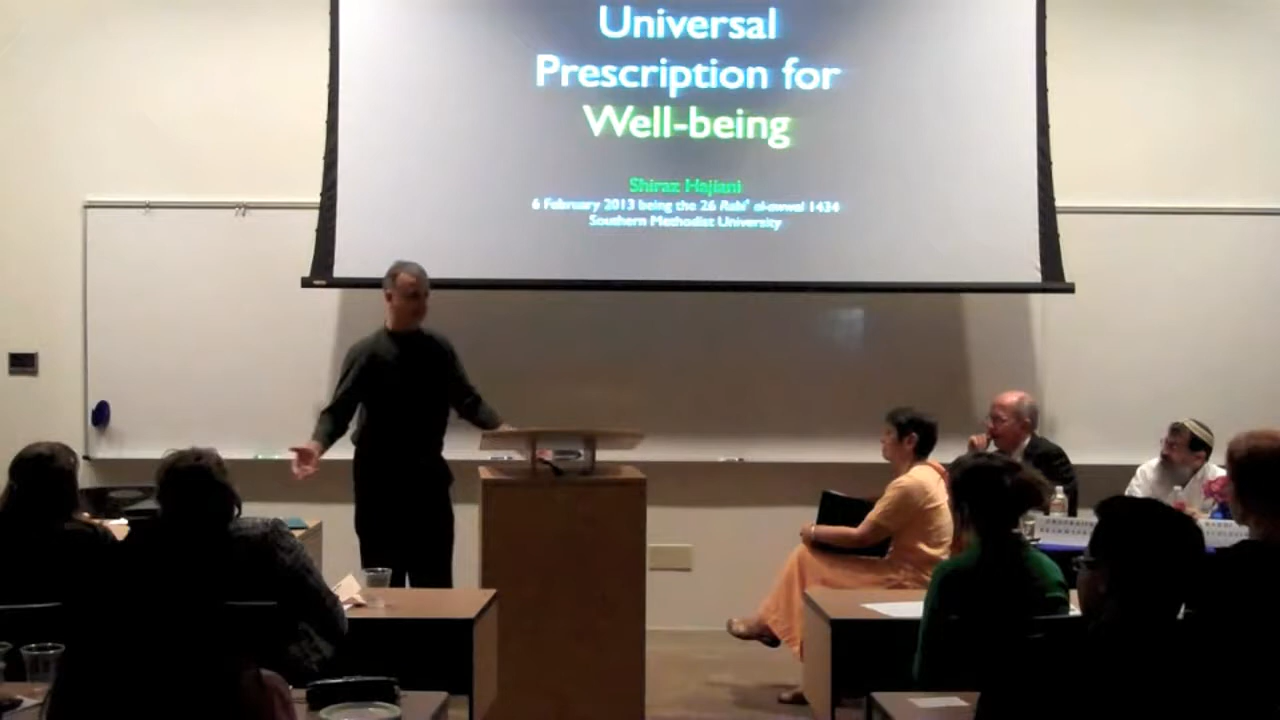 Universal
Prescription for
Well-being
Shiraz Hajiani
6 February 2013 being the 26 Rabiʿ al-awwal 1434
Southern Methodist University